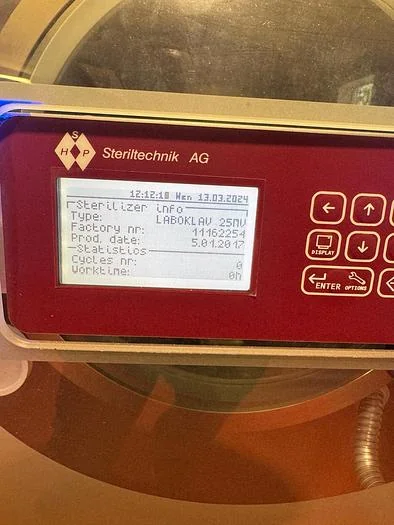 HSP
Steriltechnik AG
12:12:18 Wen 13.03.2024
Sterilizer info
Type: LABOKLAV 25MV
Factory nr: 11162254
Prod. date: 5.01.2017
Statistics
Cycles nr: 0
Worktime: 0h
DISPLAY
ENTER OPTIONS